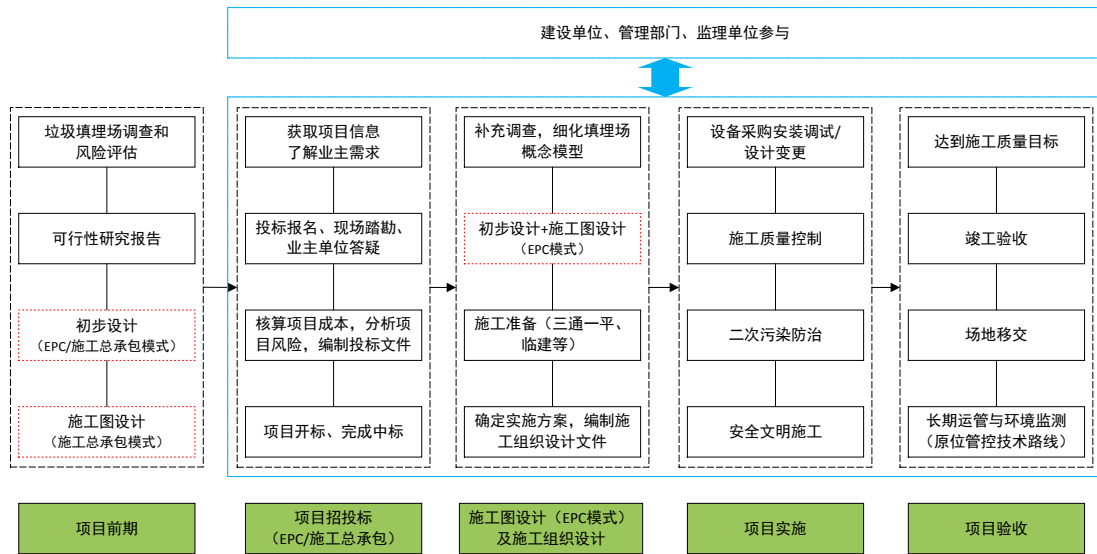 建设单位、管理部门、监理单位参与
垃圾填埋场调查和
风险评估
可行性研究报告
初步设计
（EPC/施工总承包模式）
施工图设计
（施工总承包模式）
获取项目信息
了解业主需求
投标报名、现场踏勘、
业主单位答疑
核算项目成本，分析项
目风险，编制投标文件
项目开标、完成中标
补充调查，细化填埋场
概念模型
初步设计+施工图设计
（EPC模式）
施工准备（三通一平、
临建等）
确定实施方案，编制施
工组织设计文件
设备采购安装调试/
设计变更
施工质量控制
二次污染防治
安全文明施工
达到施工质量目标
竣工验收
场地移交
长期运管与环境监测
（原位管控技术路线）
项目前期
项目招投标
（EPC/施工总承包）
施工图设计（EPC模式）
及施工组织设计
项目实施
项目验收